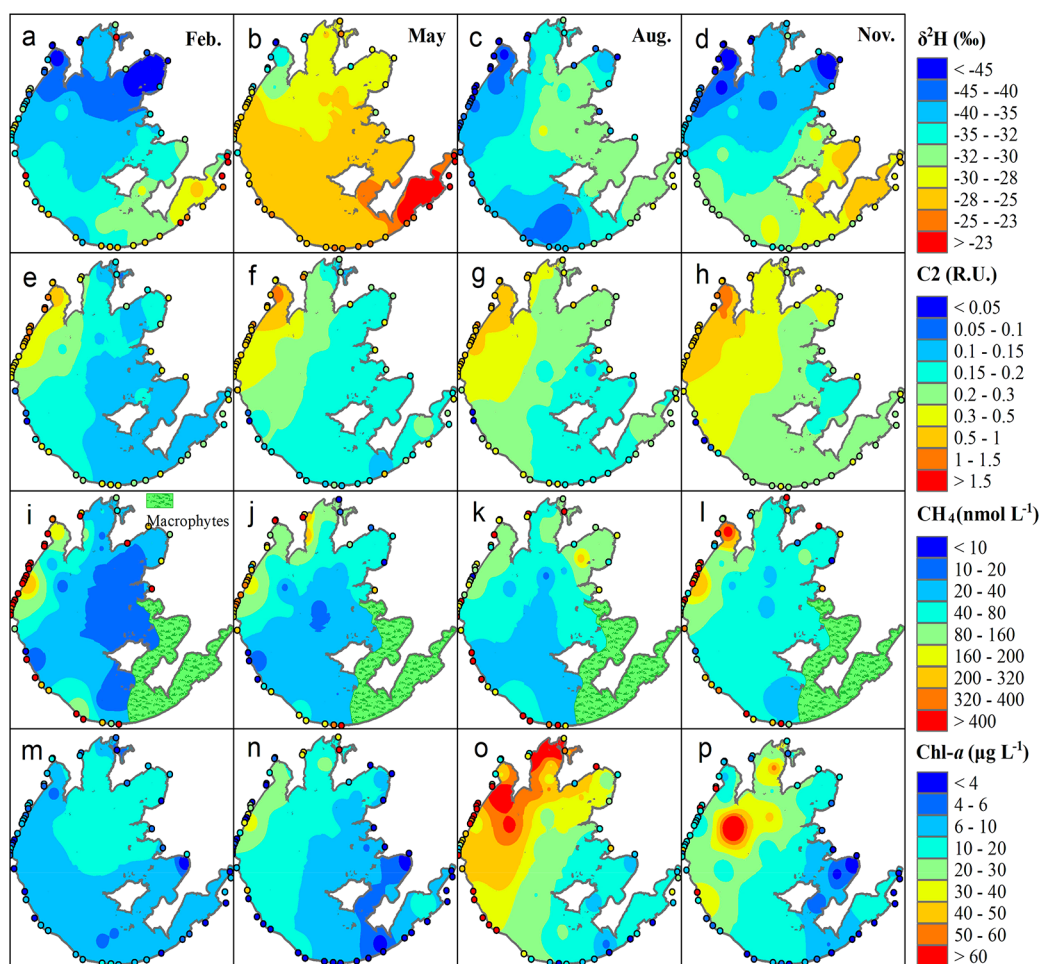 a Feb.
b May
c Aug.
d Nov.
δ²H (‰)
< -45
-45 - -40
-40 - -35
-35 - -32
-32 - -30
-30 - -28
-28 - -25
-25 - -23
> -23
e
f
g
h
C2 (R.U.)
< 0.05
0.05 - 0.1
0.1 - 0.15
0.15 - 0.2
0.2 - 0.3
0.3 - 0.5
0.5 - 1
1 - 1.5
> 1.5
i
Macrophytes
j
k
l
CH₄(nmol L⁻¹)
< 10
10 - 20
20 - 40
40 - 80
80 - 160
160 - 200
200 - 320
320 - 400
> 400
m
n
o
p
Chl-a (µg L⁻¹)
< 4
4 - 6
6 - 10
10 - 20
20 - 30
30 - 40
40 - 50
50 - 60
> 60